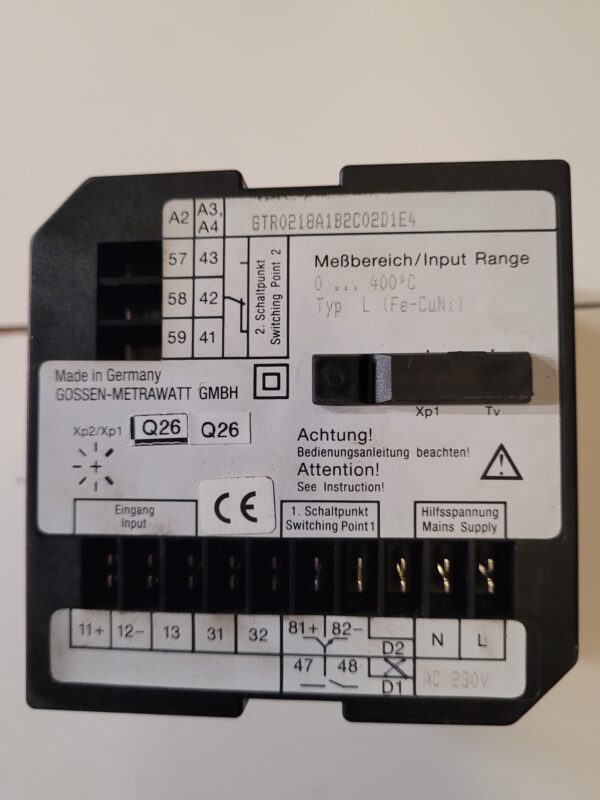 A2 A3, A4
GTR0218A1B2C02D1E4
57 43
58 42
59 41
2. Schaltpunkt
Switching Point 2
Meßbereich/Input Range
0 ... 400°C
Typ L (Fe-CuNi)
Made in Germany
GOSSEN-METRAWATT GMBH
Xp1 Tv
Xp2/Xp1 Q26 Q26
Achtung!
Bedienungsanleitung beachten!
Attention!
See Instruction!
Eingang
Input
CE
1. Schaltpunkt
Switching Point 1
Hilfsspannung
Mains Supply
11+ 12- 13 31 32 81+ 82- D2 N L
47 48 D1 AC 230V